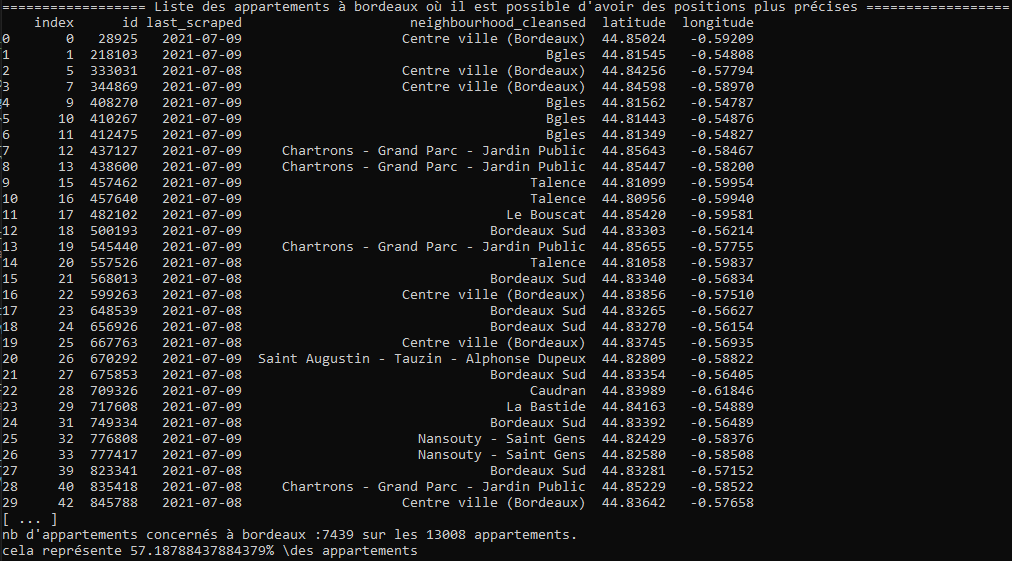 ================== Liste des appartements à bordeaux où il est possible d'avoir des positions plus précises ==================
index id last_scraped neighbourhood_cleansed latitude longitude
0 0 28925 2021-07-09 Centre ville (Bordeaux) 44.85024 -0.59209
1 1 218103 2021-07-09 Bgles 44.81545 -0.54808
2 5 333031 2021-07-08 Centre ville (Bordeaux) 44.84256 -0.57794
3 7 344869 2021-07-09 Centre ville (Bordeaux) 44.84598 -0.58970
4 9 408270 2021-07-09 Bgles 44.81562 -0.54787
5 10 410267 2021-07-09 Bgles 44.81443 -0.54876
6 11 412475 2021-07-09 Bgles 44.81349 -0.54827
7 12 437127 2021-07-09 Chartrons - Grand Parc - Jardin Public 44.85643 -0.58467
8 13 438600 2021-07-09 Chartrons - Grand Parc - Jardin Public 44.85447 -0.58200
9 15 457462 2021-07-09 Talence 44.81099 -0.59954
10 16 457640 2021-07-09 Talence 44.80956 -0.59940
11 17 482102 2021-07-09 Le Bouscat 44.85420 -0.59581
12 18 500193 2021-07-09 Bordeaux Sud 44.83303 -0.56214
13 19 545440 2021-07-09 Chartrons - Grand Parc - Jardin Public 44.85655 -0.57755
14 20 557526 2021-07-08 Talence 44.81058 -0.59837
15 21 568013 2021-07-08 Bordeaux Sud 44.83340 -0.56834
16 22 599263 2021-07-08 Centre ville (Bordeaux) 44.83856 -0.57510
17 23 648539 2021-07-08 Bordeaux Sud 44.83265 -0.56627
18 24 656926 2021-07-08 Bordeaux Sud 44.83270 -0.56154
19 25 667763 2021-07-08 Centre ville (Bordeaux) 44.83745 -0.56935
20 26 670292 2021-07-09 Saint Augustin - Tauzin - Alphonse Dupeux 44.82809 -0.58822
21 27 675853 2021-07-08 Bordeaux Sud 44.83354 -0.56405
22 28 709326 2021-07-09 Caudran 44.83989 -0.61846
23 29 717608 2021-07-09 La Bastide 44.84163 -0.54889
24 31 749334 2021-07-08 Bordeaux Sud 44.83392 -0.56489
25 32 776808 2021-07-09 Nansouty - Saint Gens 44.82429 -0.58376
26 33 777417 2021-07-09 Nansouty - Saint Gens 44.82580 -0.58508
27 39 823341 2021-07-08 Bordeaux Sud 44.83281 -0.57152
28 40 835418 2021-07-08 Chartrons - Grand Parc - Jardin Public 44.85229 -0.58522
29 42 845788 2021-07-08 Centre ville (Bordeaux) 44.83642 -0.57658
[ ... ]
nb d'appartements concernés à bordeaux :7439 sur les 13008 appartements.
cela représente 57.18788437884379% \des appartements